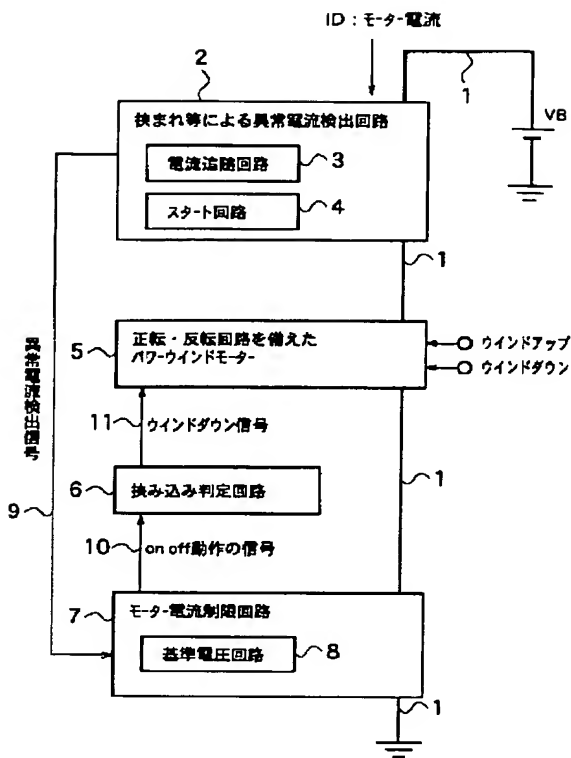 ID：モーター電流
2
1
VB
挟まれ等による異常電流検出回路
電流追随回路
3
スタート回路
4
1
正転・反転回路を備えた
パワーウインドモーター
5
ウインドアップ
ウインドダウン
異常電流検出信号
11
ウインドダウン信号
6
挟み込み判定回路
1
9
10
on off動作の信号
7
モーター電流制限回路
基準電圧回路
8
1